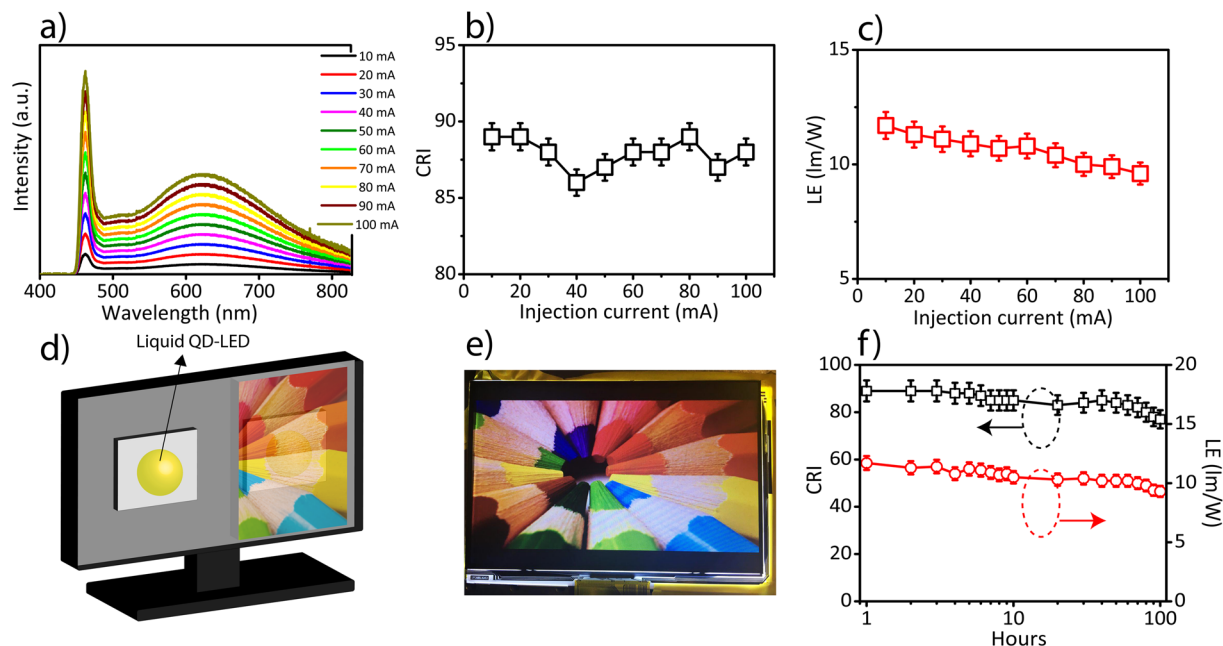 a)
Intensity (a.u.)
10 mA
20 mA
30 mA
40 mA
50 mA
60 mA
70 mA
80 mA
90 mA
100 mA
400 500 600 700 800
Wavelength (nm)
b)
CRI
95
90
85
80
0 20 40 60 80 100
Injection current (mA)
c)
LE (lm/W)
15
10
5
0 20 40 60 80 100
Injection current (mA)
d)
Liquid QD-LED
e)
f)
CRI
100
80
60
40
20
0
20
15
10
5
0
LE (lm/W)
1 10 100
Hours